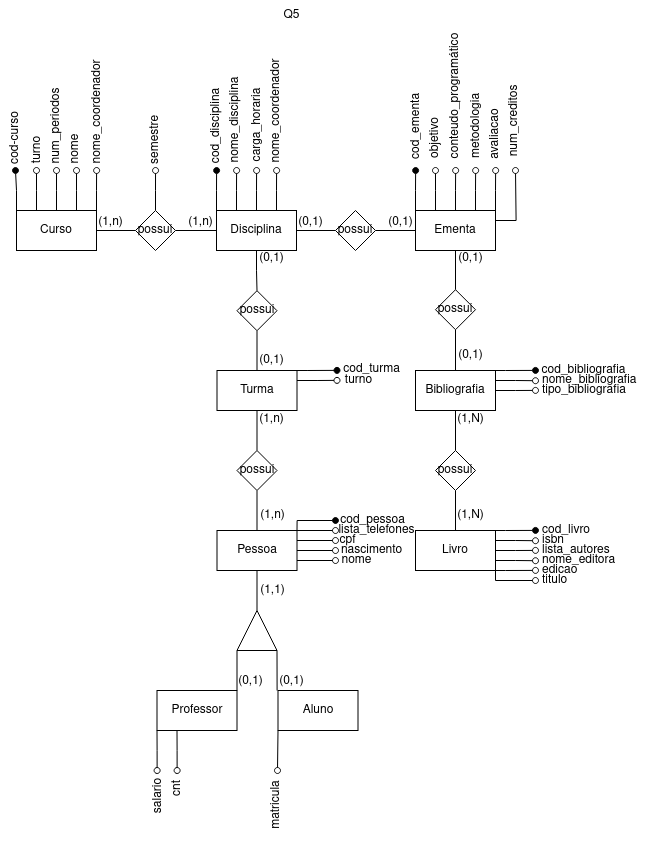 Q5
cod-curso
turno
num_periodos
nome
nome_coordenador
semestre
cod_disciplina
nome_disciplina
carga_horaria
nome_coordenador
cod_ementa
objetivo
conteudo_programático
metodologia
avaliacao
num_creditos
Curso
(1,n)
possui
(1,n)
Disciplina
(0,1)
possui
(0,1)
Ementa
(0,1)
(0,1)
possui
possui
(0,1)
(0,1)
Turma
cod_turma
turno
Bibliografia
cod_bibliografia
nome_bibliografia
tipo_bibliografia
(1,n)
(1,N)
possui
possui
(1,n)
(1,N)
Pessoa
cod_pessoa
lista_telefones
cpf
nascimento
nome
Livro
cod_livro
isbn
lista_autores
nome_editora
edicao
titulo
(1,1)
(0,1)
(0,1)
Professor
Aluno
salario
cnt
matricula